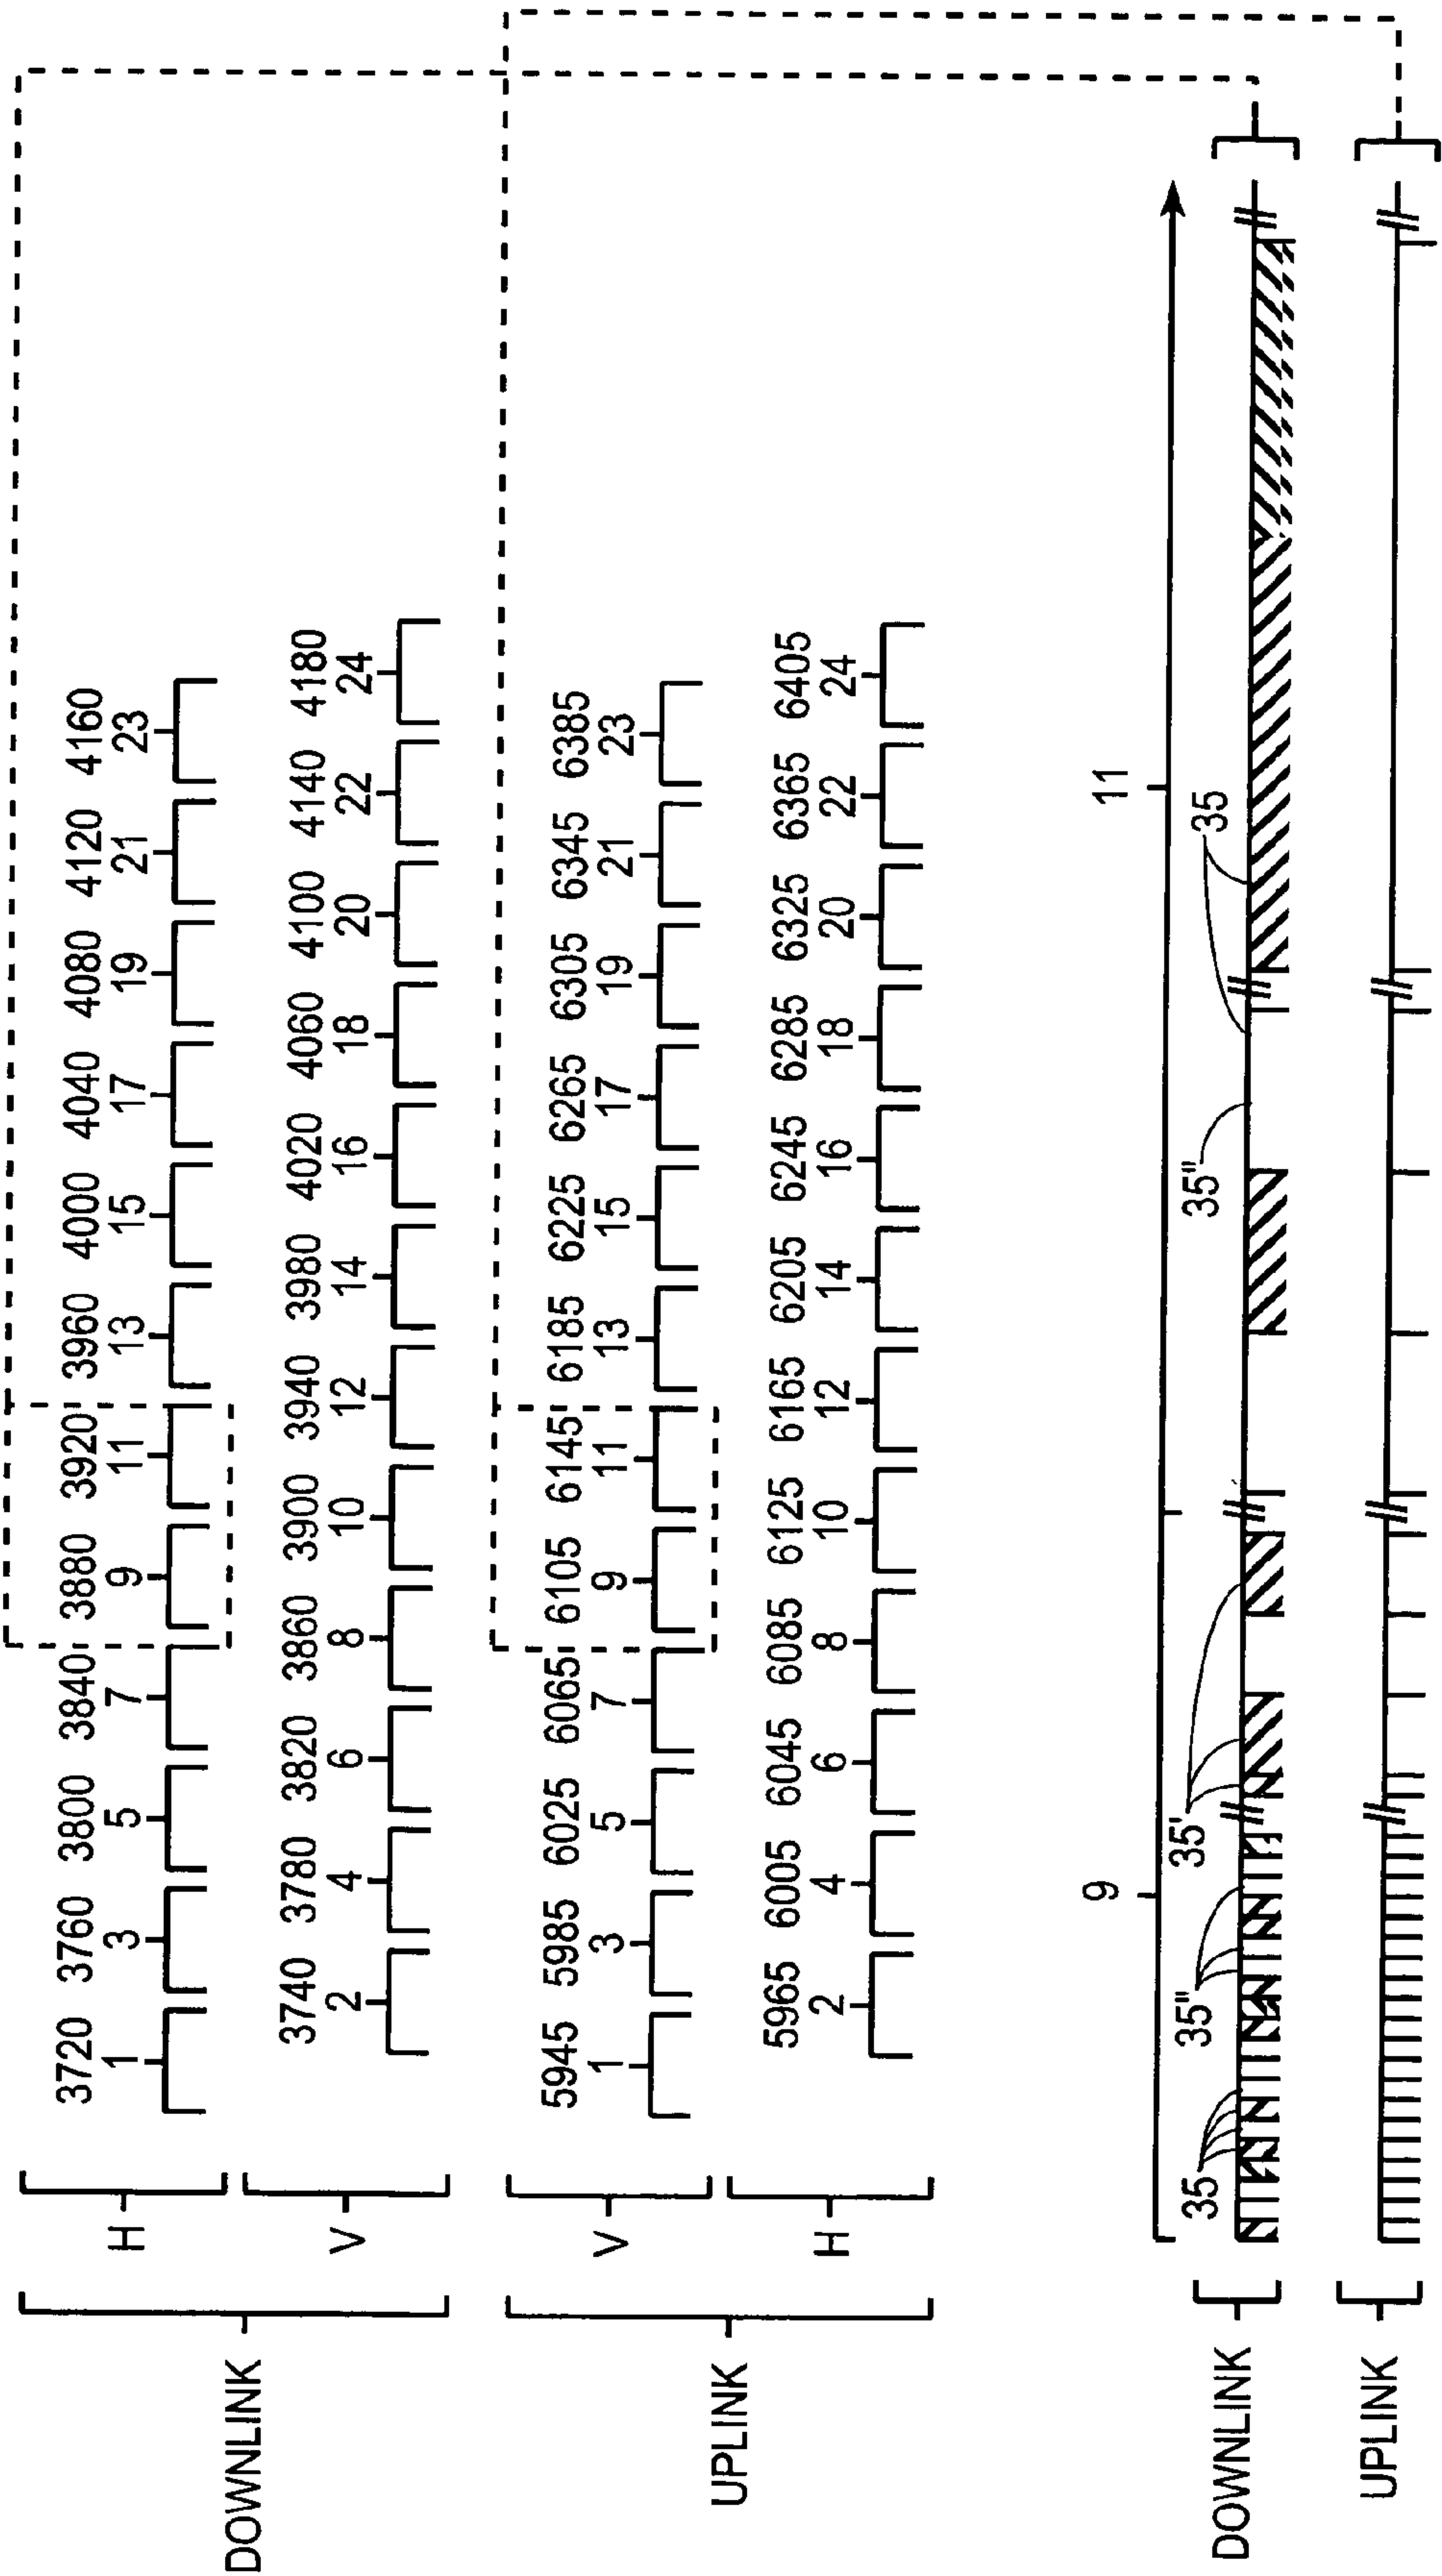 DOWNLINK
H
3720 3760 3800 3840 3880 3920 3960 4000 4040 4080 4120 4160
1 3 5 7 9 11 13 15 17 19 21 23
V
3740 3780 3820 3860 3900 3940 3980 4020 4060 4100 4140 4180
2 4 6 8 10 12 14 16 18 20 22 24
UPLINK
V
5945 5985 6025 6065 6105 6145 6185 6225 6265 6305 6345 6385
1 3 5 7 9 11 13 15 17 19 21 23
H
5965 6005 6045 6085 6125 6165 6205 6245 6285 6325 6365 6405
2 4 6 8 10 12 14 16 18 20 22 24
9 11
35 35" 35' 35" 35
DOWNLINK
UPLINK